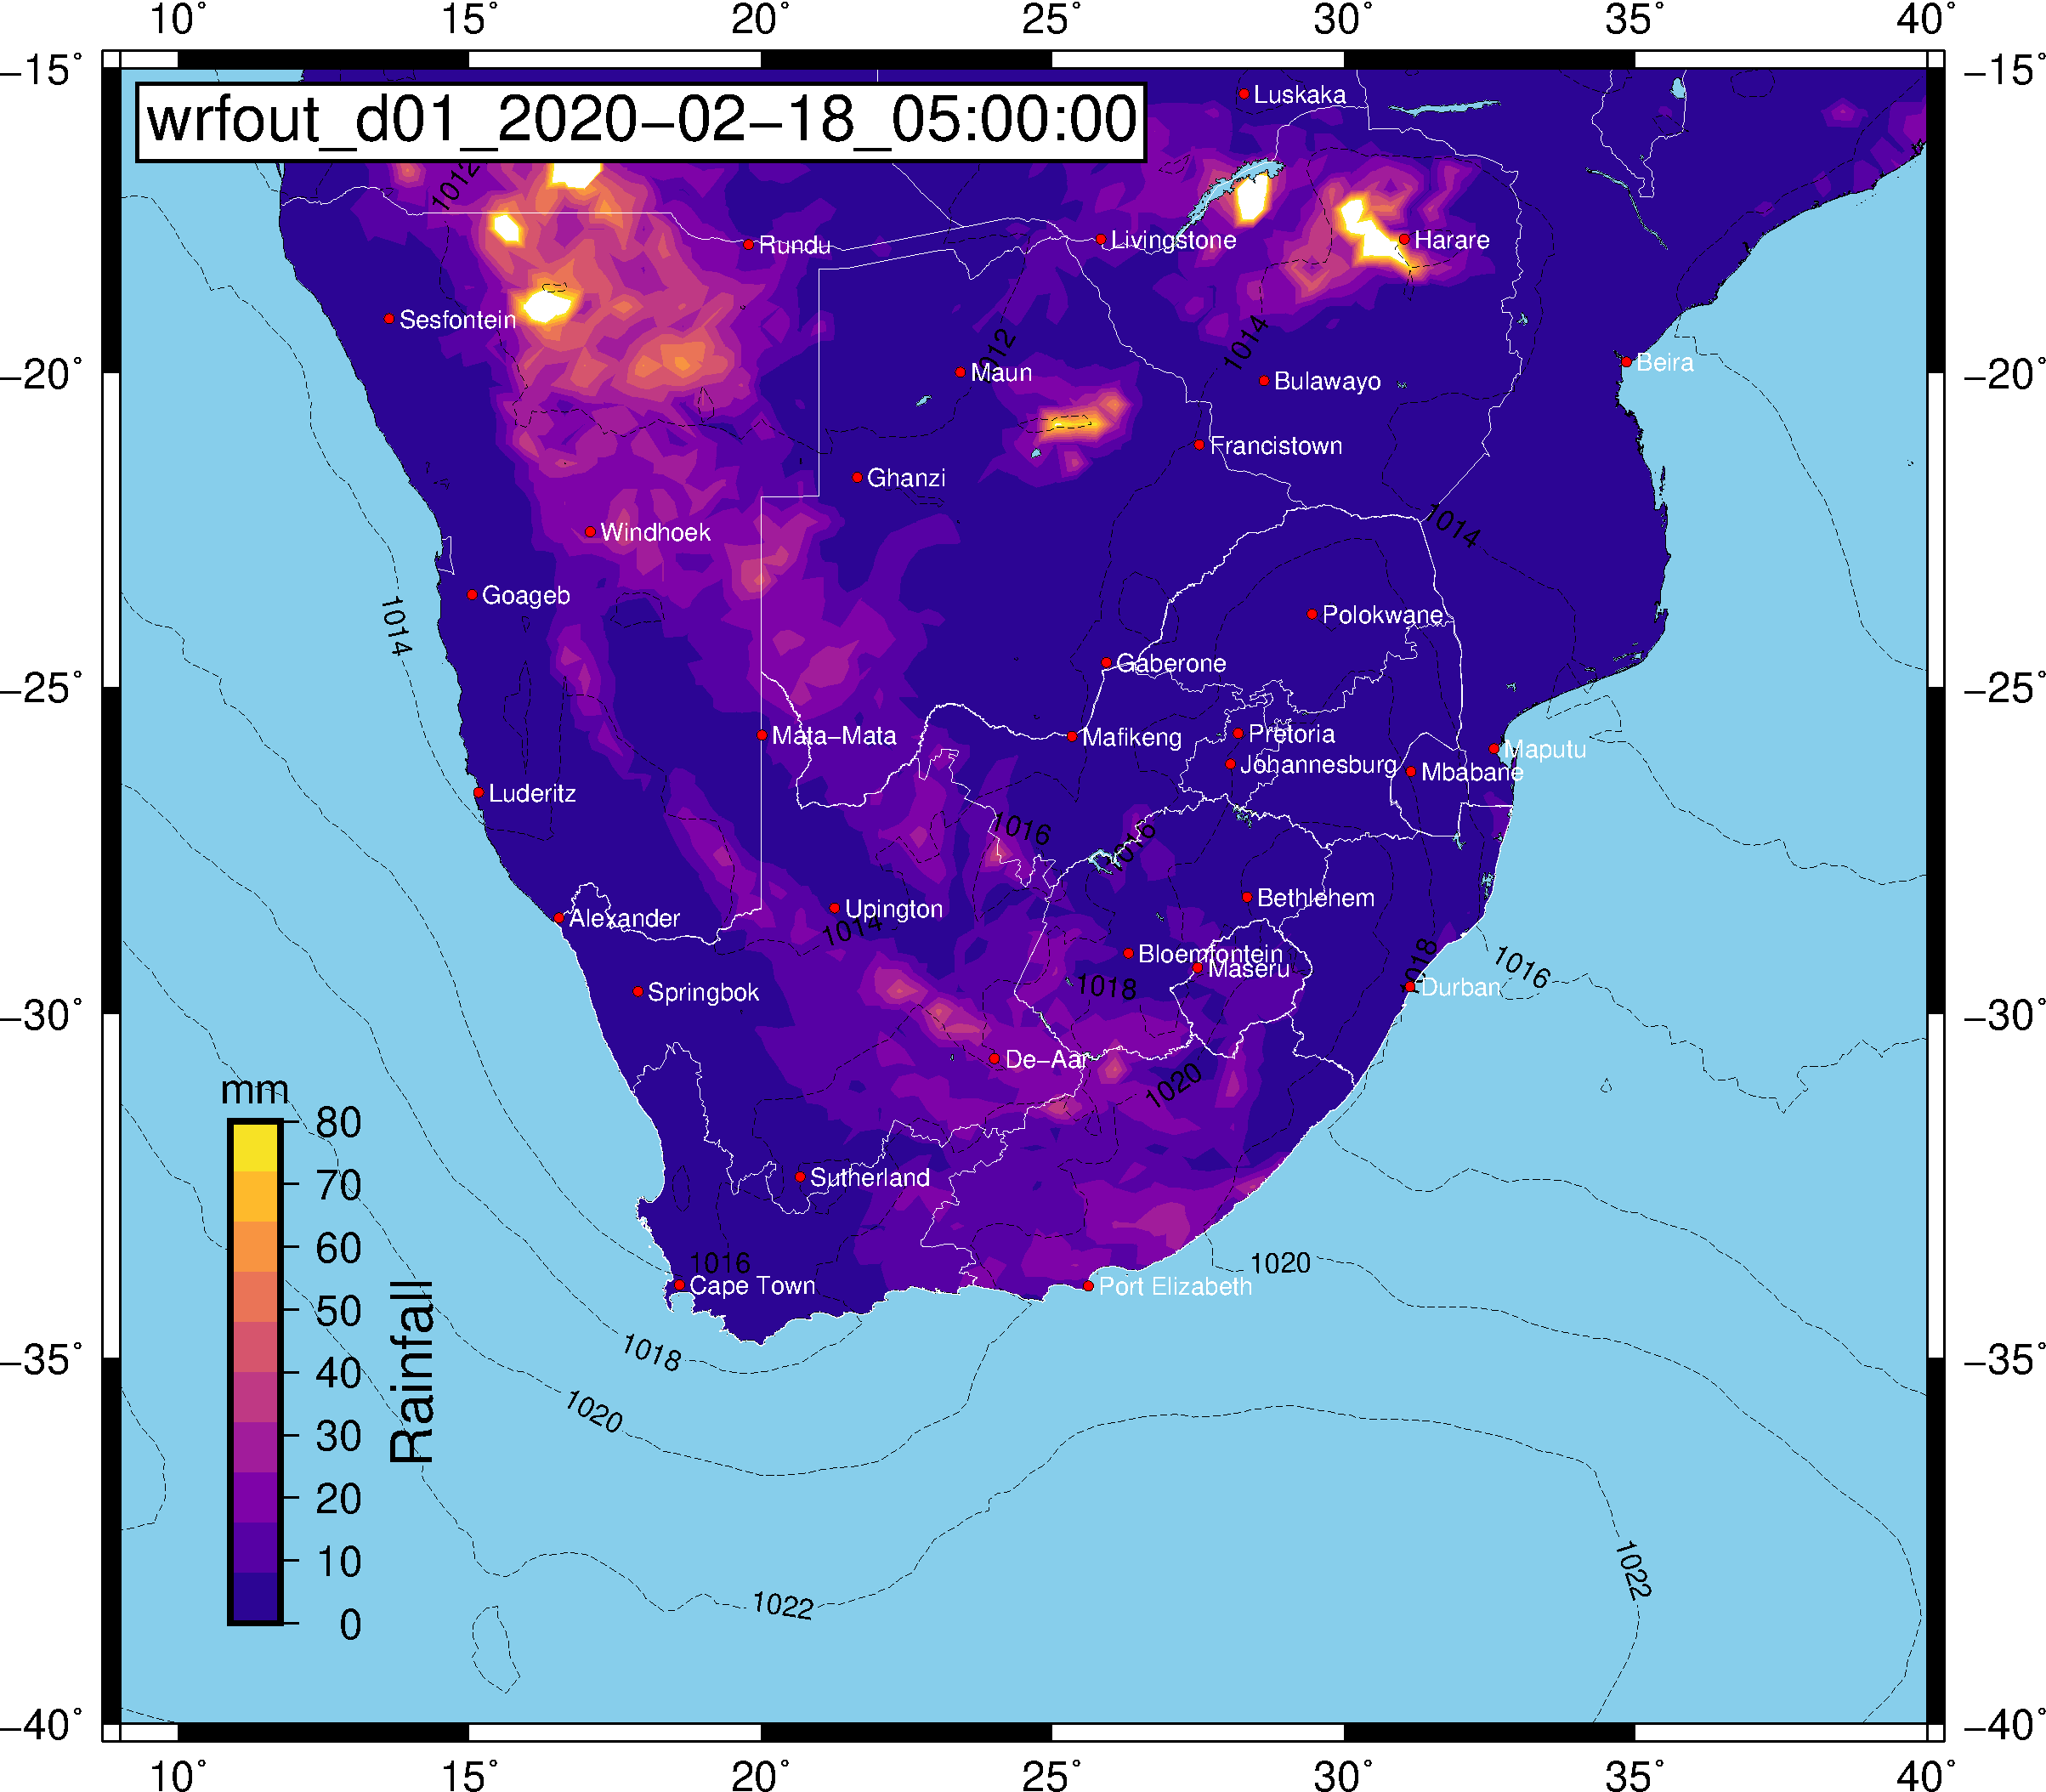 10° 15° 20° 25° 30° 35° 40°
−15° −15°
wrfout_d01_2020−02−18_05:00:00
Luskaka
1012
Rundu
Livingstone
Harare
Sesfontein
1014
1012
Beira
−20° −20°
Maun
Bulawayo
Francistown
Ghanzi
1014
Windhoek
Goageb
1014
Polokwane
Gaberone
−25° −25°
Mata−Mata
Mafikeng
Pretoria
Maputu
Johannesburg
Mbabane
Luderitz
1016
1016
Bethlehem
Upington
Alexander
1014
Bloemfontein
Maseru
1018
1016
Springbok
1018
Durban
−30° −30°
De−Aar
1020
mm
80
70
60
50
40
30
20
10
0
Rainfall
Sutherland
1016
1020
Cape Town
Port Elizabeth
1018
−35° −35°
1020
1022
1022
−40° −40°
10° 15° 20° 25° 30° 35° 40°